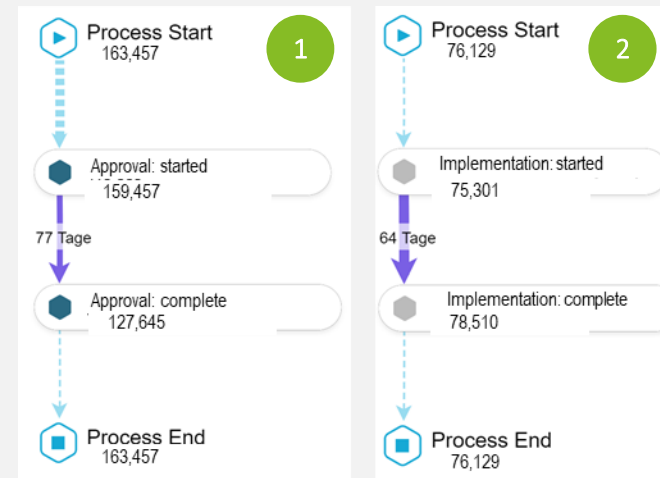 Process Start
163,457
1
Approval: started
159,457
77 Tage
Approval: complete
127,645
Process End
163,457
Process Start
76,129
2
Implementation: started
75,301
64 Tage
Implementation: complete
78,510
Process End
76,129